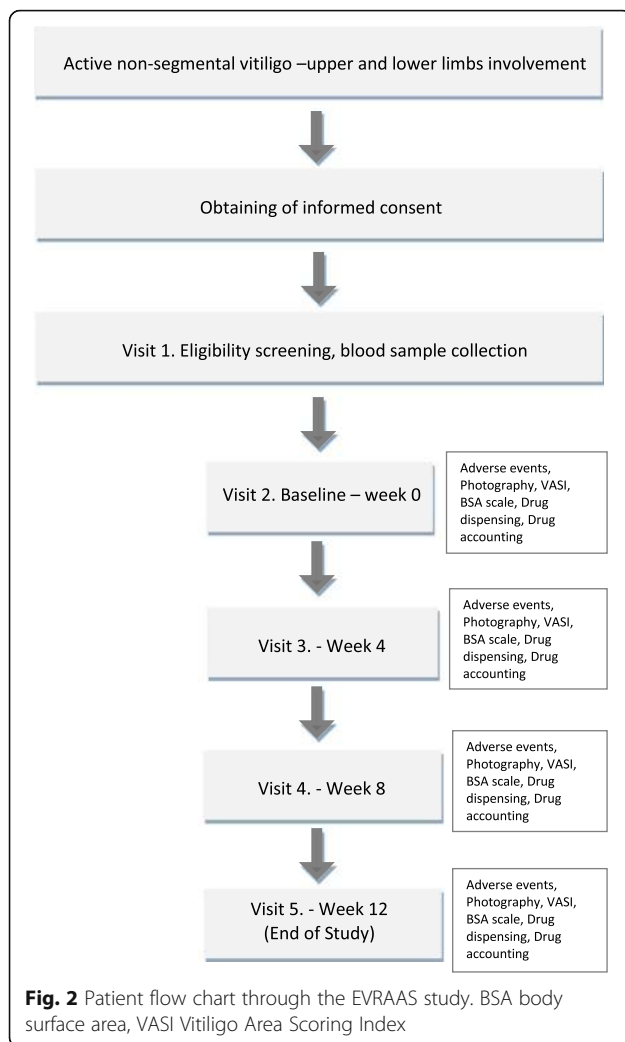 Active non-segmental vitiligo –upper and lower limbs involvement
Obtaining of informed consent
Visit 1. Eligibility screening, blood sample collection
Visit 2. Baseline – week 0
Adverse events,
Photography, VASI,
BSA scale, Drug
dispensing, Drug
accounting
Visit 3. - Week 4
Adverse events,
Photography, VASI,
BSA scale, Drug
dispensing, Drug
accounting
Visit 4. - Week 8
Adverse events,
Photography, VASI,
BSA scale, Drug
dispensing, Drug
accounting
Visit 5. - Week 12
(End of Study)
Adverse events,
Photography, VASI,
BSA scale, Drug
dispensing, Drug
accounting
Fig. 2 Patient flow chart through the EVRAAS study. BSA body
surface area, VASI Vitiligo Area Scoring Index